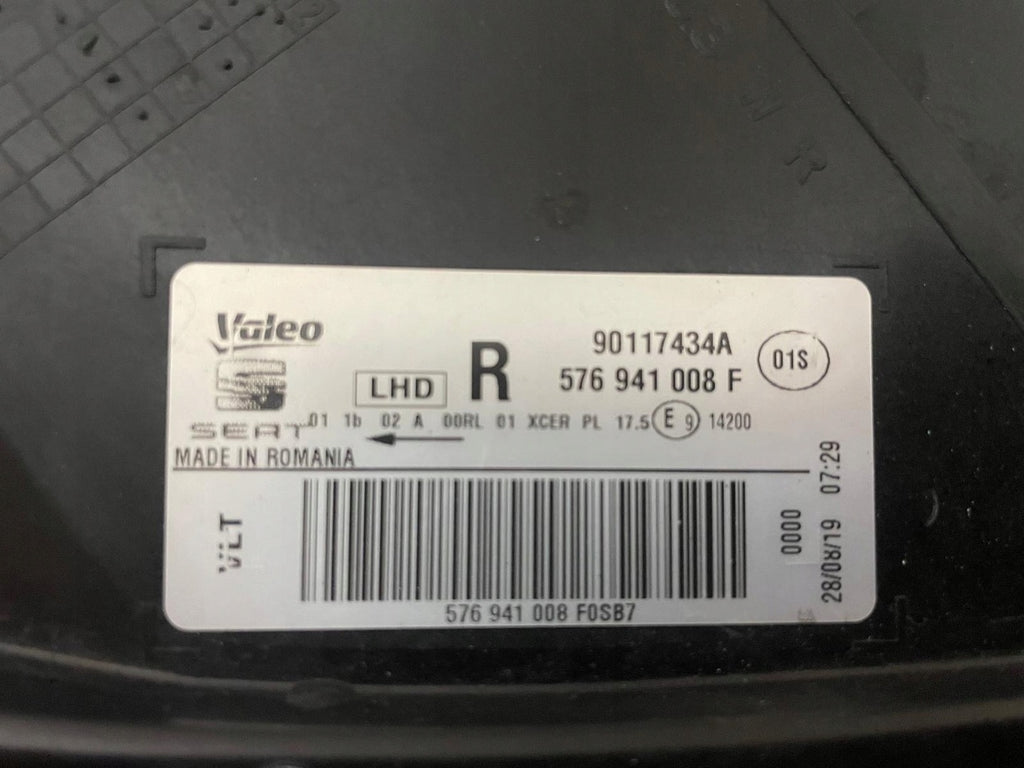 Valeo
SEAT
LHD
R
90117434A
576 941 008 F
01S
01 1b 02 A 00RL 01 XCER PL 17.5 E 9 14200
MADE IN ROMANIA
VLT
576 941 008 F0SB7
0000
28/08/19 07:29